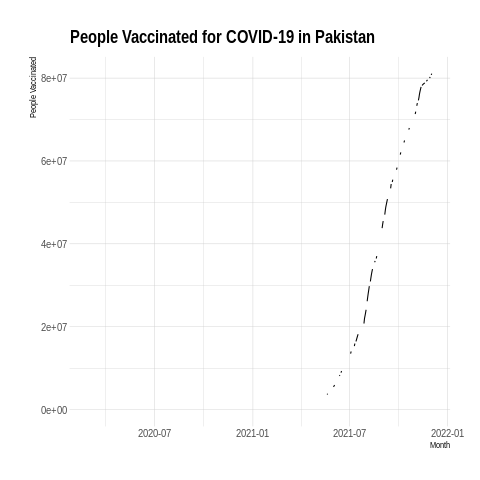 People Vaccinated for COVID-19 in Pakistan
People Vaccinated
8e+07
6e+07
4e+07
2e+07
0e+00
2020-07 2021-01 2021-07 2022-01
Month